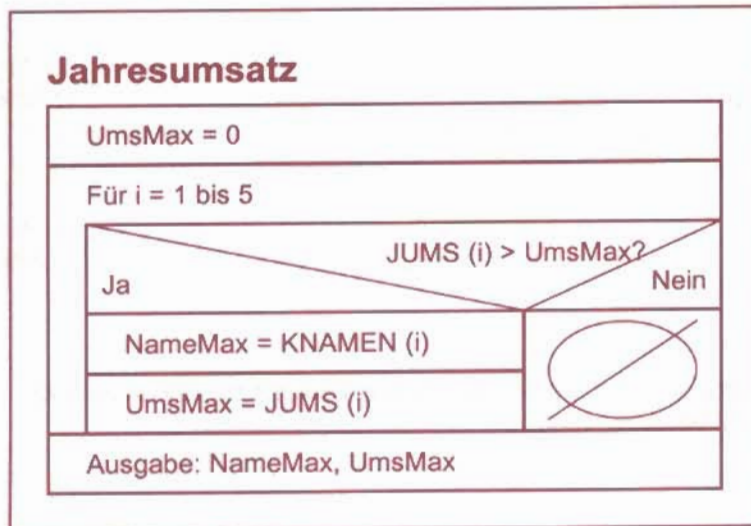 Jahresumsatz
UmsMax = 0
Für i = 1 bis 5
JUMS (i) > UmsMax?
Ja
Nein
NameMax = KNAMEN (i)
UmsMax = JUMS (i)
Ausgabe: NameMax, UmsMax